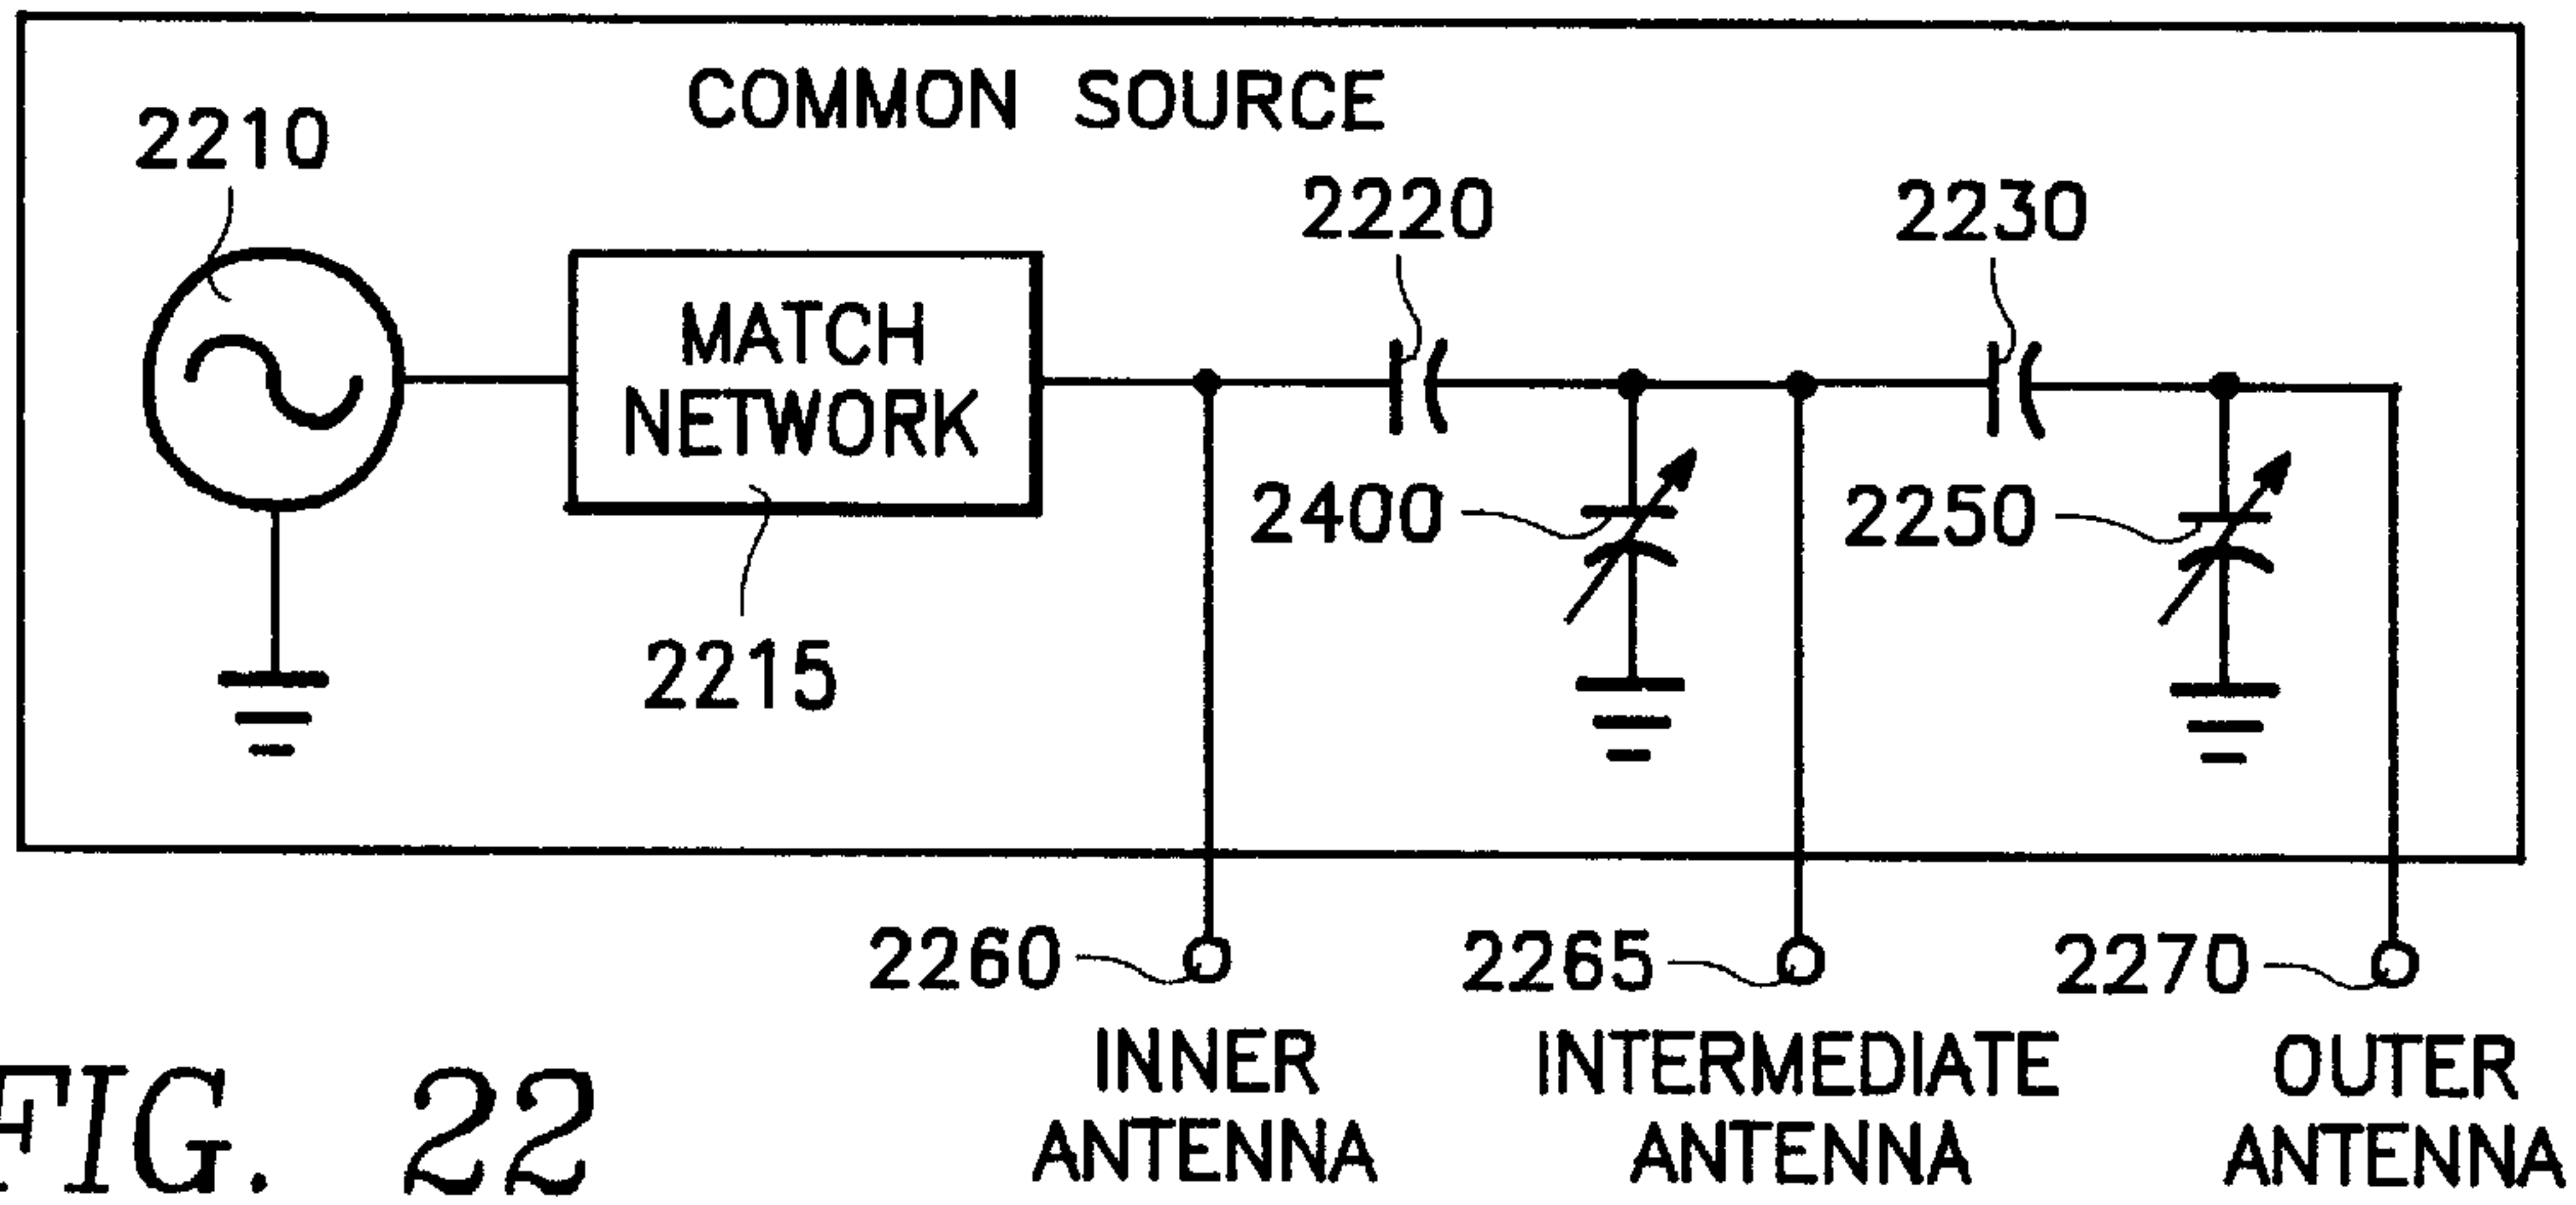 COMMON SOURCE
2210
2220
2230
MATCH
NETWORK
2400
2250
2215
2260
2265
2270
INNER
ANTENNA
INTERMEDIATE
ANTENNA
OUTER
ANTENNA
FIG. 22